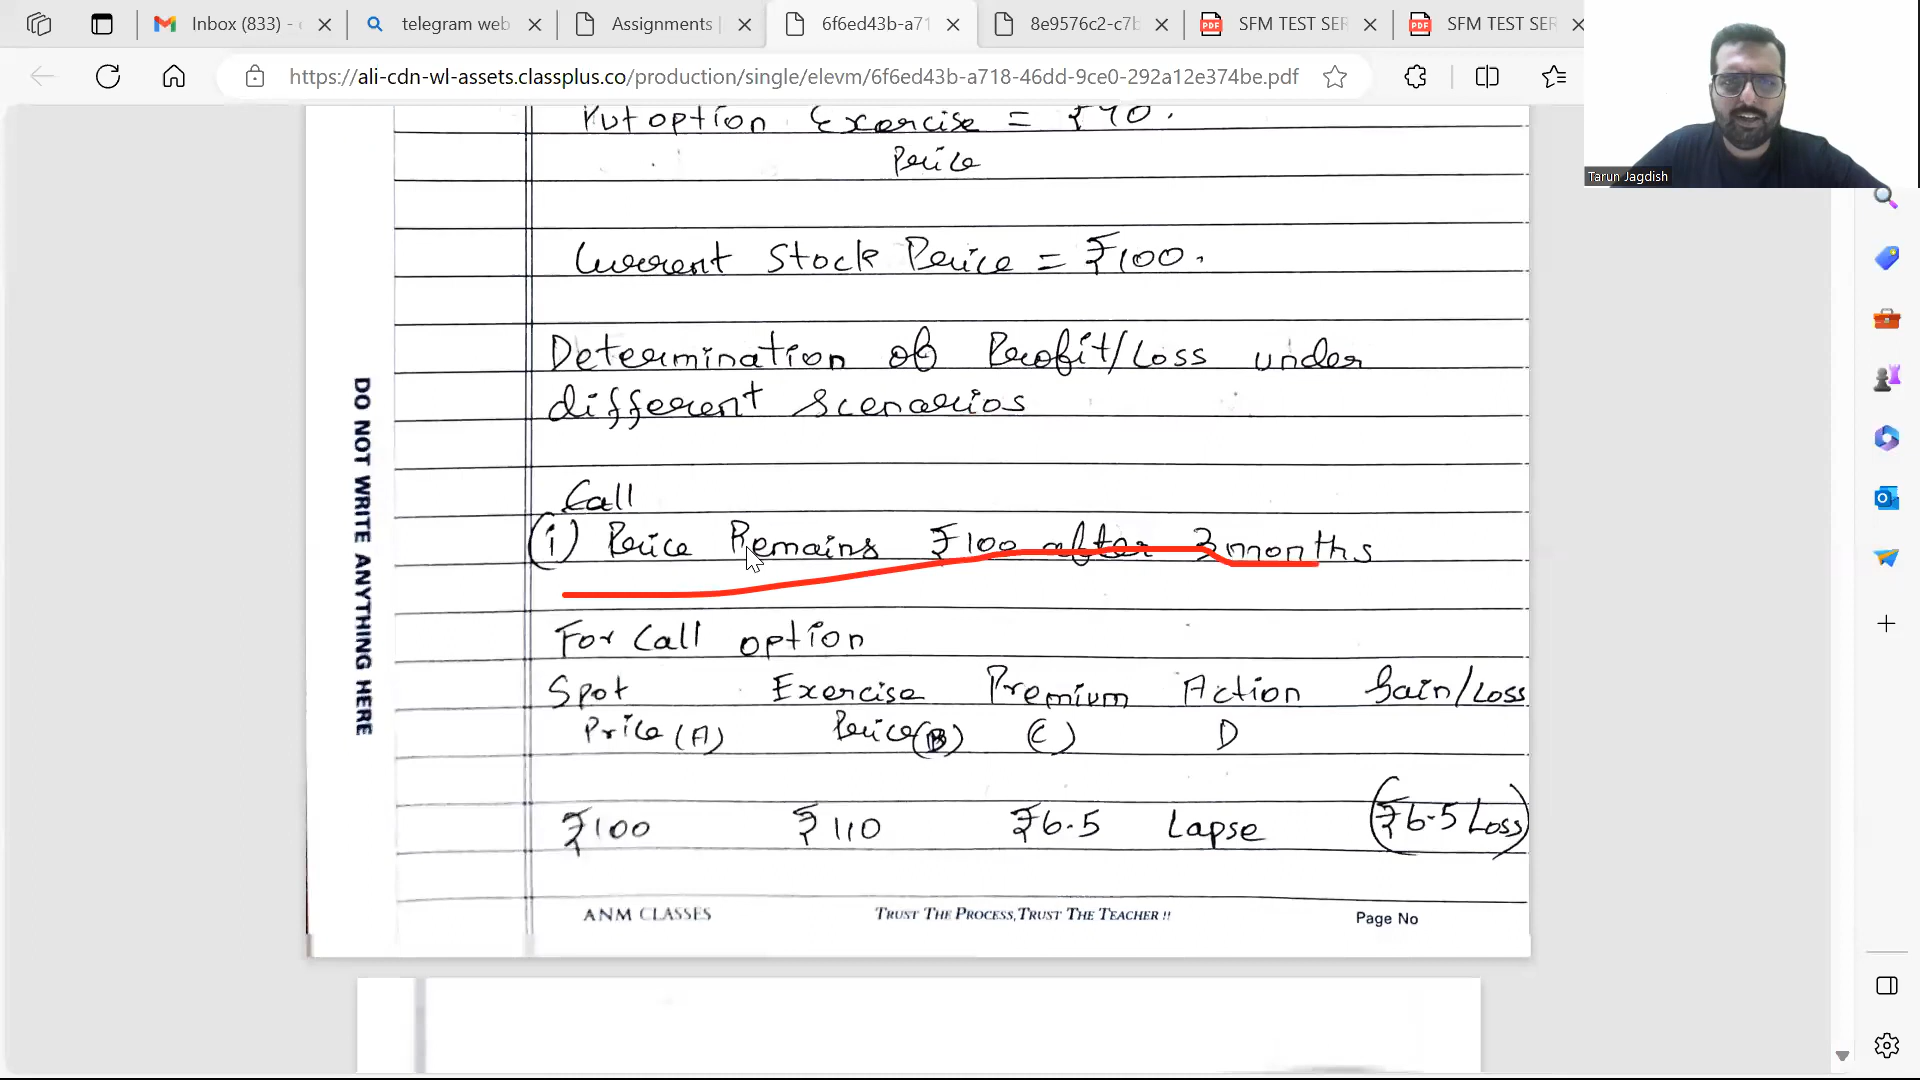 Inbox (833) -
telegram web
Assignments |
6f6ed43b-a71
8e9576c2-c7b
PDF
SFM TEST SER
PDF
SFM TEST SER
https://ali-cdn-wl-assets.classplus.co/production/single/elevm/6f6ed43b-a718-46dd-9ce0-292a12e374be.pdf
Tarun Jagdish
Put option Exercise =
Price
Current Stock Price = ₹100.
Determination of Profit/Loss under
different scenarios
Call
(i) Price Remains ₹100 after 3 months
For Call option
Spot Exercise Premium Action Gain/Loss
Price (A) Price (B) (C) D
₹100 ₹110 ₹6.5 Lapse (₹6.5 Loss)
DO NOT WRITE ANYTHING HERE
ANM CLASSES TRUST THE PROCESS,TRUST THE TEACHER !! Page No